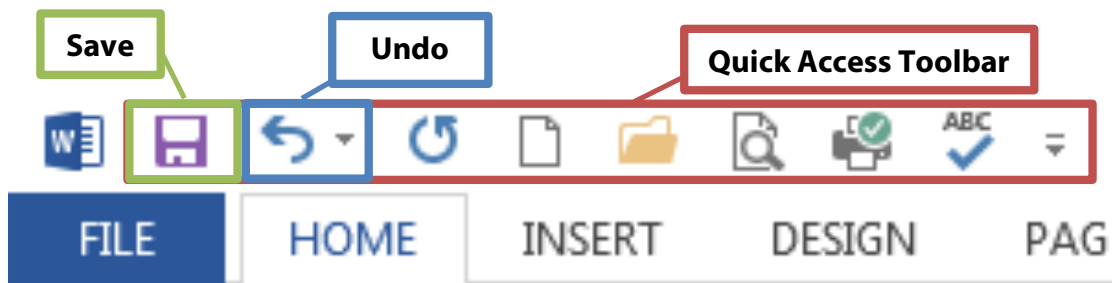 Save Undo Quick Access Toolbar
W ABC
FILE HOME INSERT DESIGN PAG